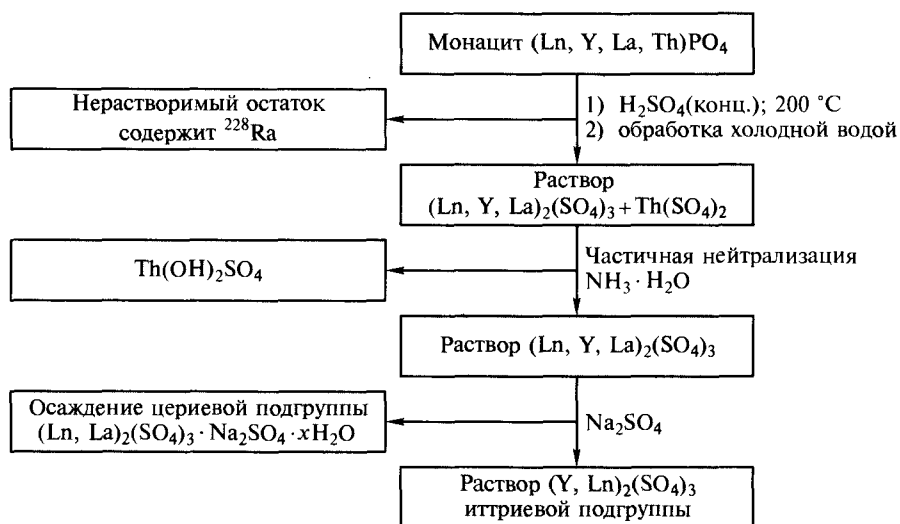 Монацит (Ln, Y, La, Th)PO₄
Нерастворимый остаток
содержит ²²⁸Ra
1) H₂SO₄(конц.); 200 °C
2) обработка холодной водой
Раствор
(Ln, Y, La)₂(SO₄)₃+Th(SO₄)₂
Th(OH)₂SO₄
Частичная нейтрализация
NH₃·H₂O
Раствор (Ln, Y, La)₂(SO₄)₃
Осаждение цериевой подгруппы
(Ln, La)₂(SO₄)₃·Na₂SO₄·xH₂O
Na₂SO₄
Раствор (Y, Ln)₂(SO₄)₃
иттриевой подгруппы